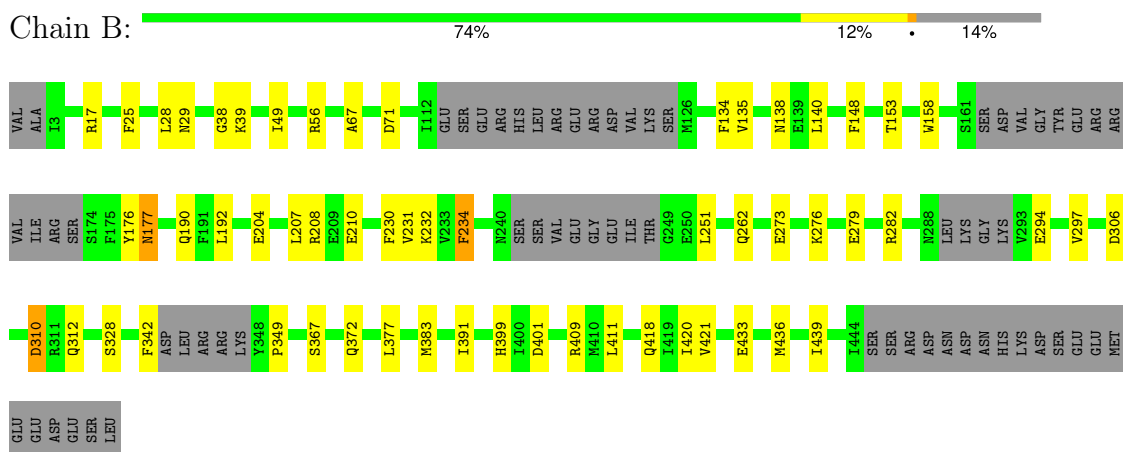 Chain B:
74% 12% • 14%
VAL ALA I3 R17 F25 L28 N29 G38 K39 I49 R56 A67 D71 I112 GLU SER GLU ARG HIS LEU ARG GLU ARG ASP VAL LYS SER M126 F134 V135 N138 E139 L140 F148 T153 W158 S161 SER ASP VAL GLY TYR GLU ARG ARG
VAL ILE ARG SER S174 F175 Y176 N177 Q190 F191 L192 E204 L207 R208 E209 E210 F230 V231 K232 V233 F234 N240 SER SER VAL GLU GLY GLU ILE THR G249 E250 L251 Q262 E273 K276 E279 R282 N288 LEU LYS GLY LYS V293 E294 V297 D306
D310 R311 Q312 S328 F342 ASP LEU ARG ARG LYS Y348 P349 S367 Q372 L377 M383 I391 H399 I400 D401 R409 M410 L411 Q418 I419 I420 V421 E433 M436 I439 I444 SER SER ARG ASP ASN ASP ASN HIS LYS ASP SER GLU GLU MET
GLU GLU ASP GLU SER LEU